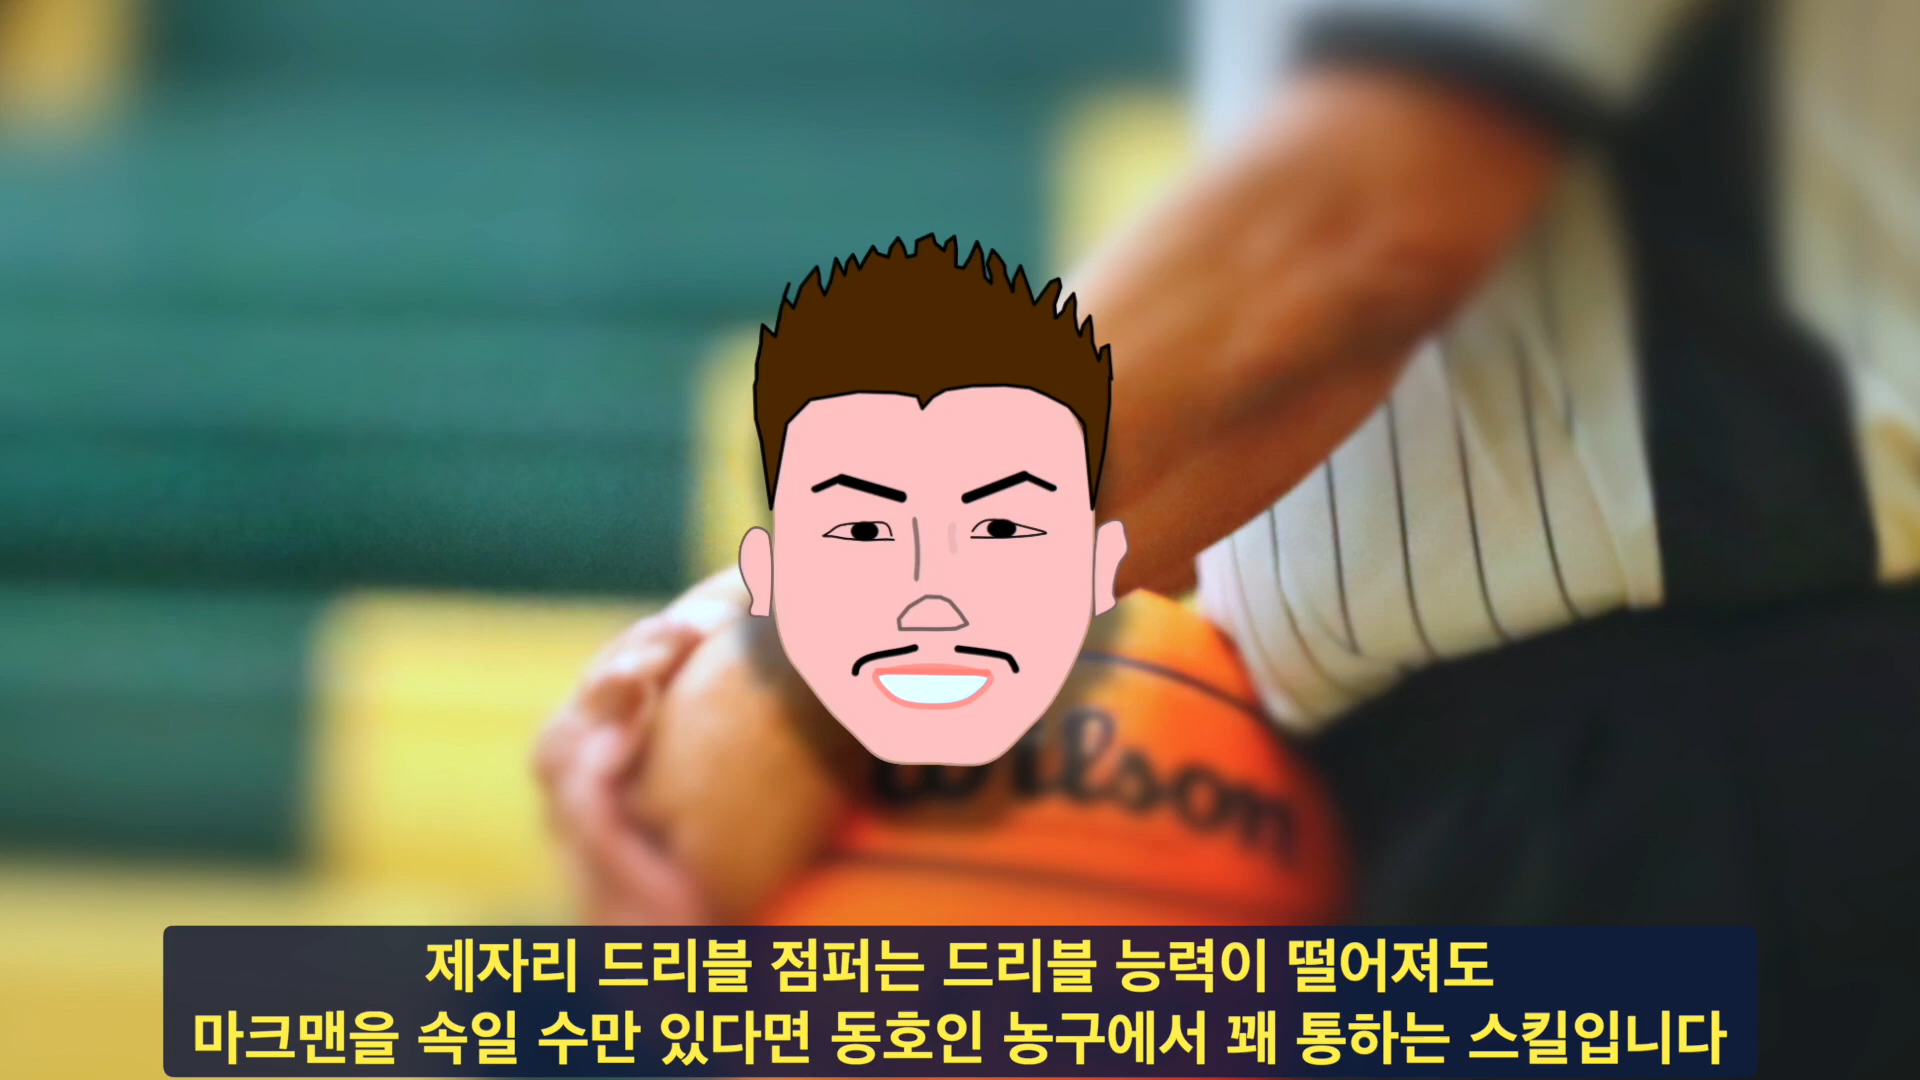 Wilson
제자리 드리블 점퍼는 드리블 능력이 떨어져도
마크맨을 속일 수만 있다면 동호인 농구에서 꽤 통하는 스킬입니다